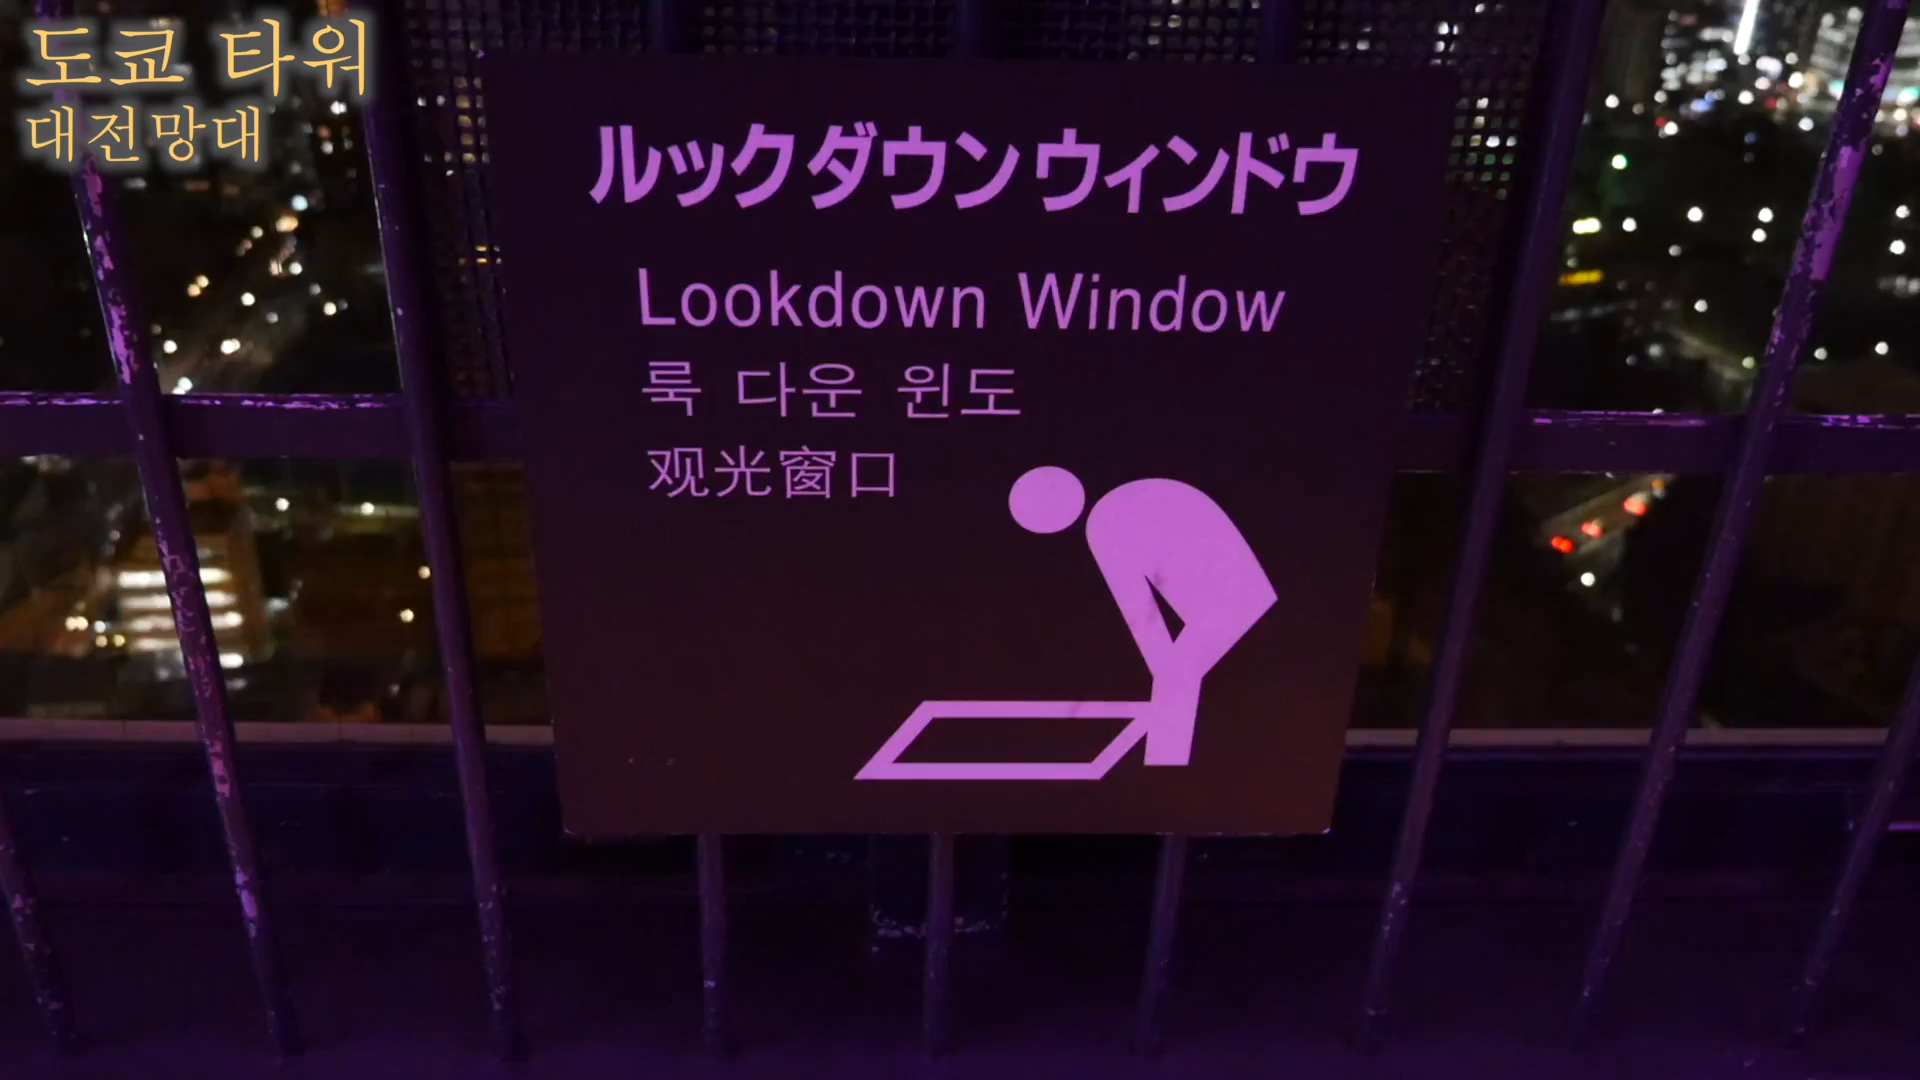 도쿄 타워
대전망대
ルックダウンウィンドウ
Lookdown Window
룩 다운 윈도
观光窗口